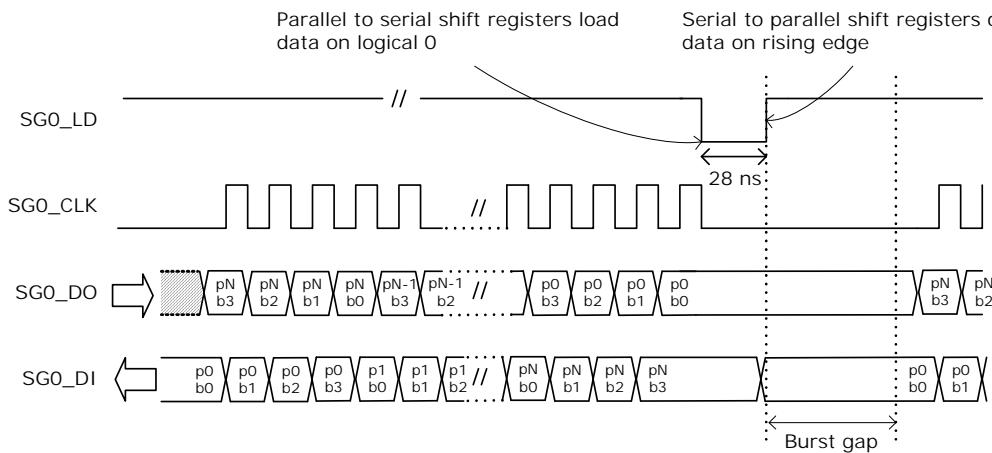 Parallel to serial shift registers load
data on logical 0
Serial to parallel shift registers
data on rising edge
SG0_LD
//
28 ns
SG0_CLK
//
SG0_DO
pN pN pN pN pN-1 pN-1 // p0 p0 p0 p0 pN pN
b3 b2 b1 b0 b3 b2 b3 b2 b1 b0 b3 b2
SG0_DI
p0 p0 p0 p0 p1 p1 p1 // pN pN pN pN p0 p0
b0 b1 b2 b3 b0 b1 b2 b0 b1 b2 b3 b0 b1
Burst gap